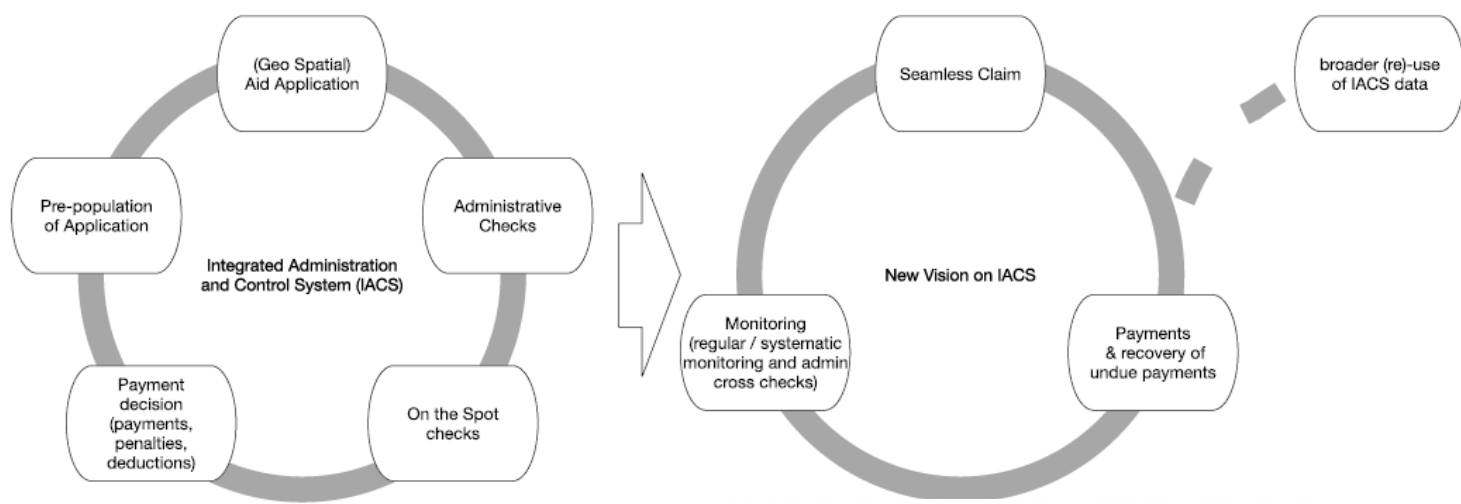 (Geo Spatial)
Aid Application
Pre-population
of Application
Administrative
Checks
Integrated Administration
and Control System (IACS)
Payment
decision
(payments,
penalties,
deductions)
On the Spot
checks
Seamless Claim
broader (re)-use
of IACS data
New Vision on IACS
Monitoring
(regular / systematic
monitoring and admin
cross checks)
Payments
& recovery of
undue payments